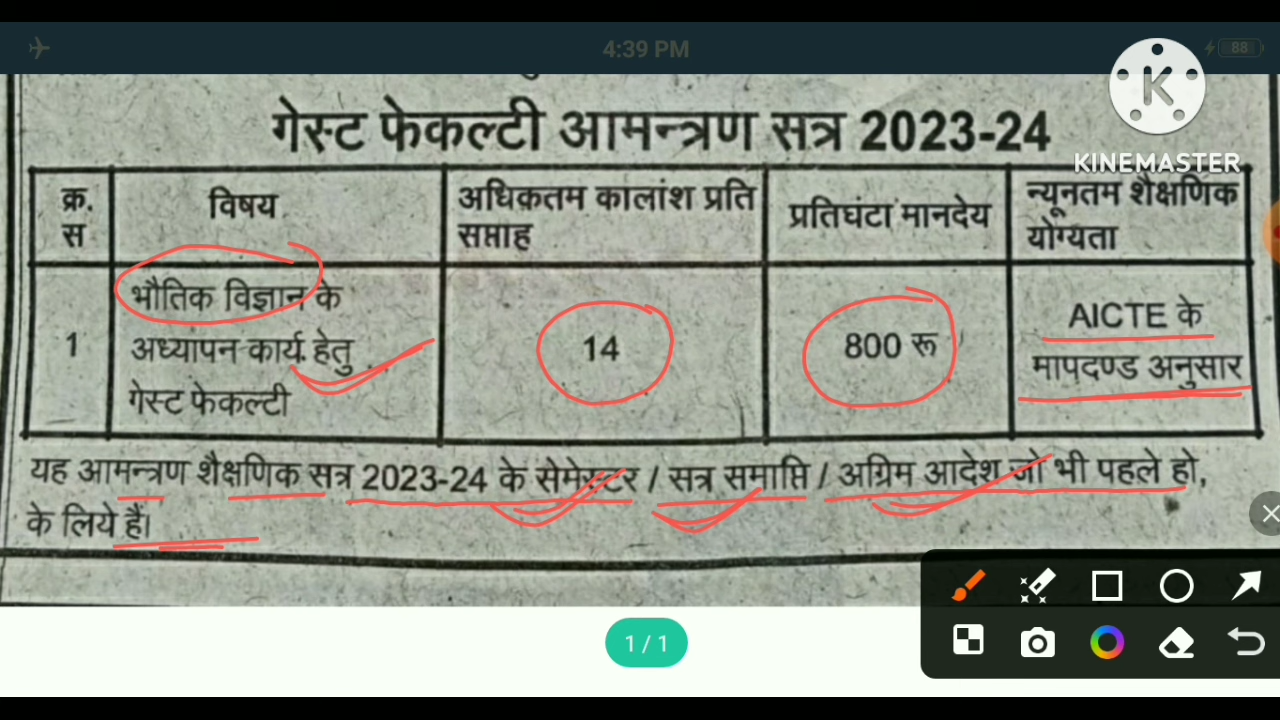 4:39 PM
88
K
KINEMASTER
गेस्ट फेकल्टी आमन्त्रण सत्र 2023-24
क्र. स
विषय
अधिकतम कालांश प्रति सप्ताह
प्रतिघंटा मानदेय
न्यूनतम शैक्षणिक योग्यता
1
भौतिक विज्ञान के
अध्यापन कार्य हेतु
गेस्ट फेकल्टी
14
800 रू
AICTE के
मापदण्ड अनुसार
यह आमन्त्रण शैक्षणिक सत्र 2023-24 के सेमेस्टर / सत्र समाप्ति / अग्रिम आदेश जो भी पहले हो,
के लिये हैं।
1 / 1